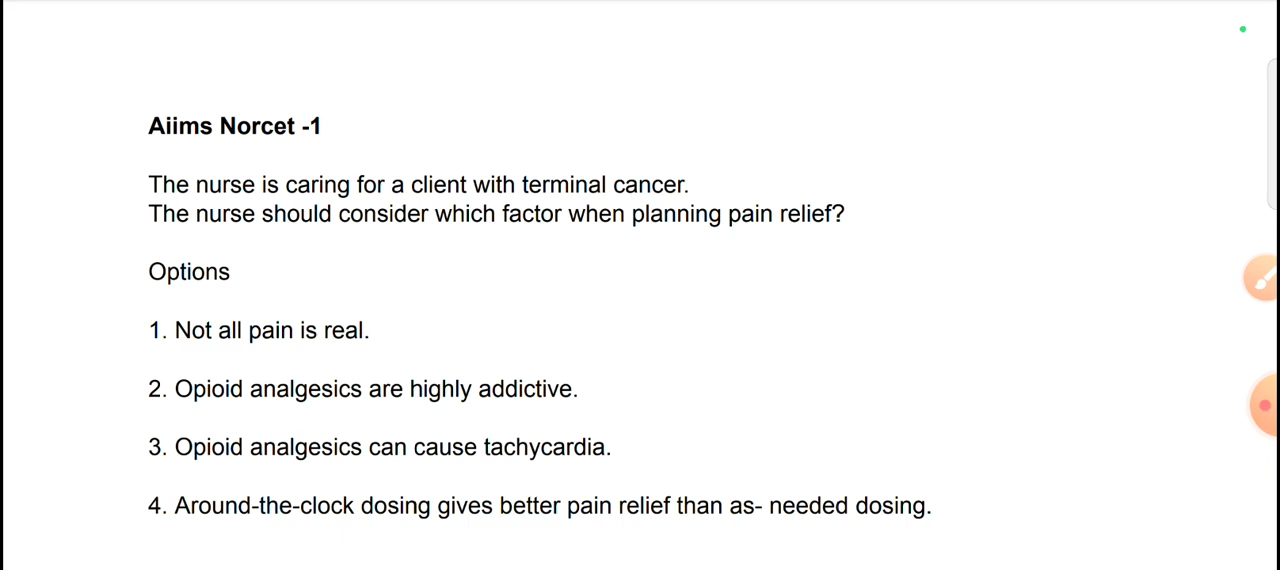 Aiims Norcet -1
The nurse is caring for a client with terminal cancer.
The nurse should consider which factor when planning pain relief?
Options
1. Not all pain is real.
2. Opioid analgesics are highly addictive.
3. Opioid analgesics can cause tachycardia.
4. Around-the-clock dosing gives better pain relief than as- needed dosing.